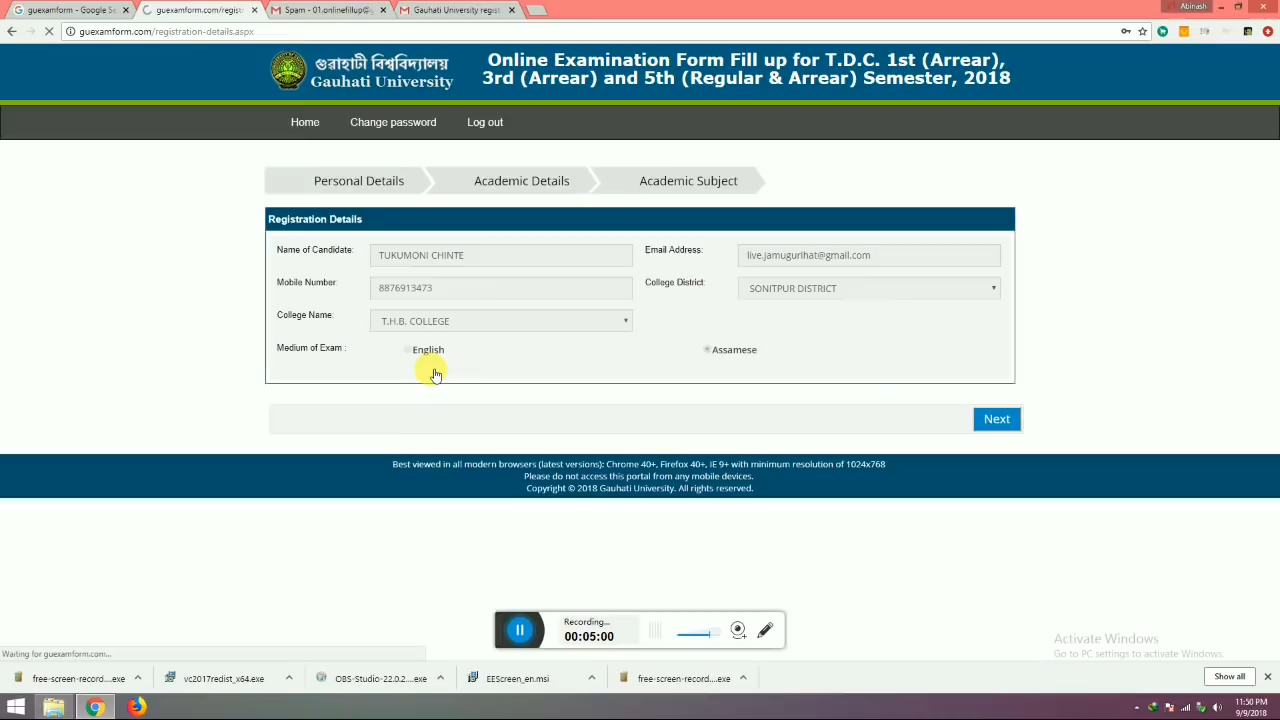 guexamform - Google Se
guexamform.com/registr
Spam - 01.onlinefillup@g
Gauhati University regist
Abinash
guexamform.com/registration-details.aspx
গুৱাহাটী বিশ্ববিদ্যালয়
Gauhati University
Online Examination Form Fill up for T.D.C. 1st (Arrear),
3rd (Arrear) and 5th (Regular & Arrear) Semester, 2018
Home
Change password
Log out
Personal Details
Academic Details
Academic Subject
Registration Details
Name of Candidate:
TUKUMONI CHINTE
Email Address:
live.jamugurihat@gmail.com
Mobile Number:
8876913473
College District:
SONITPUR DISTRICT
College Name:
T.H.B. COLLEGE
Medium of Exam :
English
Assamese
Next
Best viewed in all modern browsers (latest versions): Chrome 40+, Firefox 40+, IE 9+ with minimum resolution of 1024x768
Please do not access this portal from any mobile devices.
Copyright © 2018 Gauhati University. All rights reserved.
Recording...
00:05:00
Activate Windows
Go to PC settings to activate Windows.
Waiting for guexamform.com...
free-screen-record....exe
vc2017redist_x64.exe
OBS-Studio-22.0.2....exe
EEScreen_en.msi
free-screen-record....exe
Show all
11:50 PM
9/9/2018